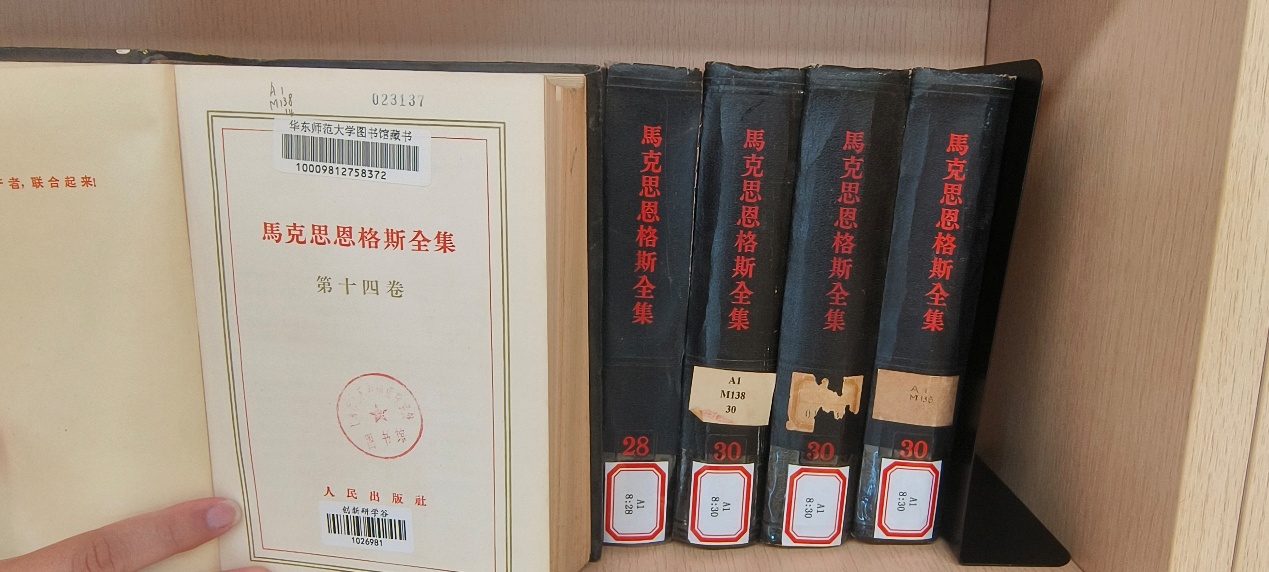 者，联合起来！
A1
M138
14
023137
华东师范大学图书馆藏书
10009812758372
馬克思恩格斯全集
第十四卷
人民出版社
创新研学谷
1026981
馬克思恩格斯全集
28
A1
8:28
馬克思恩格斯全集
A1
M138
30
30
A1
8:30
馬克思恩格斯全集
30
A1
8:30
馬克思恩格斯全集
A1
M138
30
A1
8:30